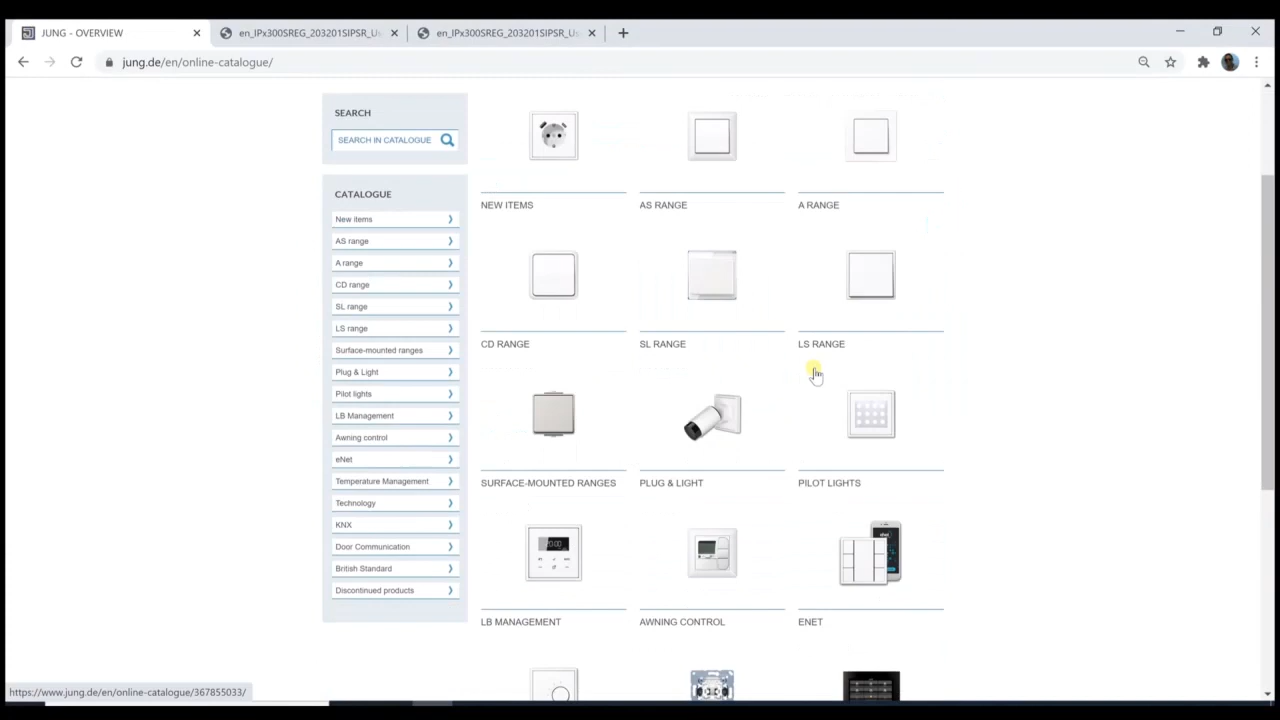 JUNG - OVERVIEW
en_IPx300SREG_203201SIPSR_Us
en_IPx300SREG_203201SIPSR_Us
jung.de/en/online-catalogue/
SEARCH
SEARCH IN CATALOGUE
CATALOGUE
New items
AS range
A range
CD range
SL range
LS range
Surface-mounted ranges
Plug & Light
Pilot lights
LB Management
Awning control
eNet
Temperature Management
Technology
KNX
Door Communication
British Standard
Discontinued products
NEW ITEMS
AS RANGE
A RANGE
CD RANGE
SL RANGE
LS RANGE
SURFACE-MOUNTED RANGES
PLUG & LIGHT
PILOT LIGHTS
LB MANAGEMENT
AWNING CONTROL
ENET
https://www.jung.de/en/online-catalogue/367855033/